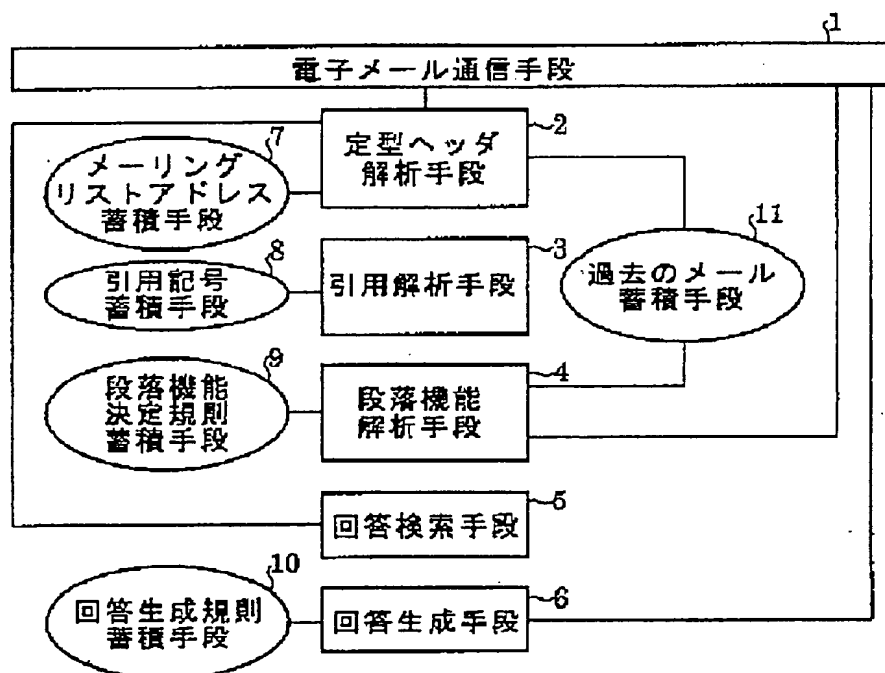 1
電子メール通信手段
2
定型ヘッダ
解析手段
7
メーリング
リストアドレス
蓄積手段
11
過去のメール
蓄積手段
3
引用解析手段
8
引用記号
蓄積手段
4
段落機能
解析手段
9
段落機能
決定規則
蓄積手段
5
回答検索手段
10
回答生成規則
蓄積手段
6
回答生成手段